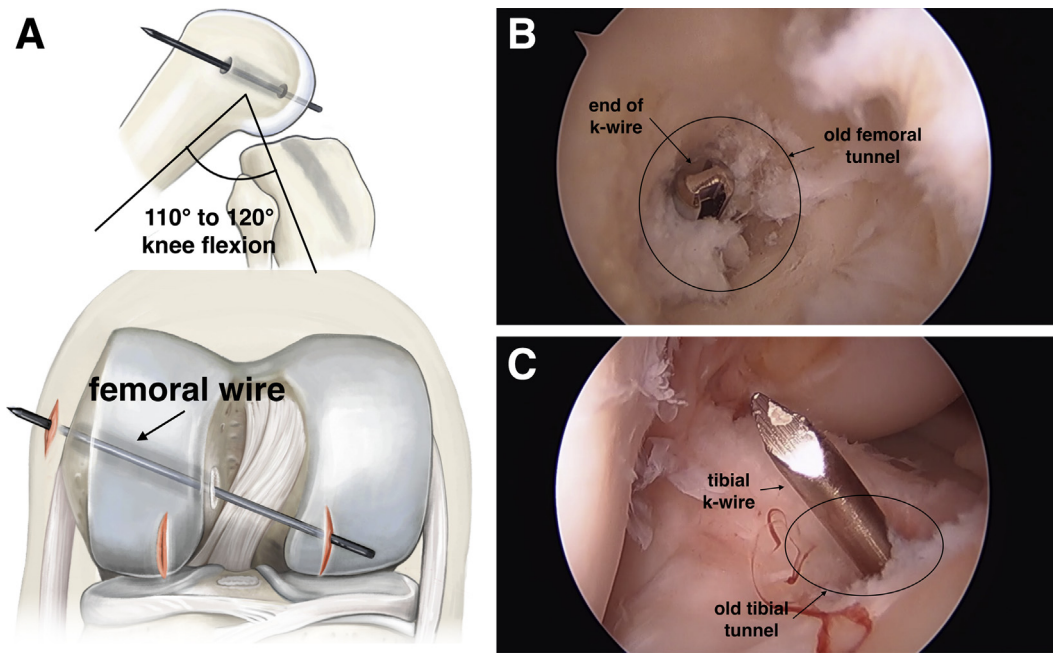 A
110° to 120°
knee flexion
femoral wire
B
end of
k-wire
old femoral
tunnel
C
tibial
k-wire
old tibial
tunnel